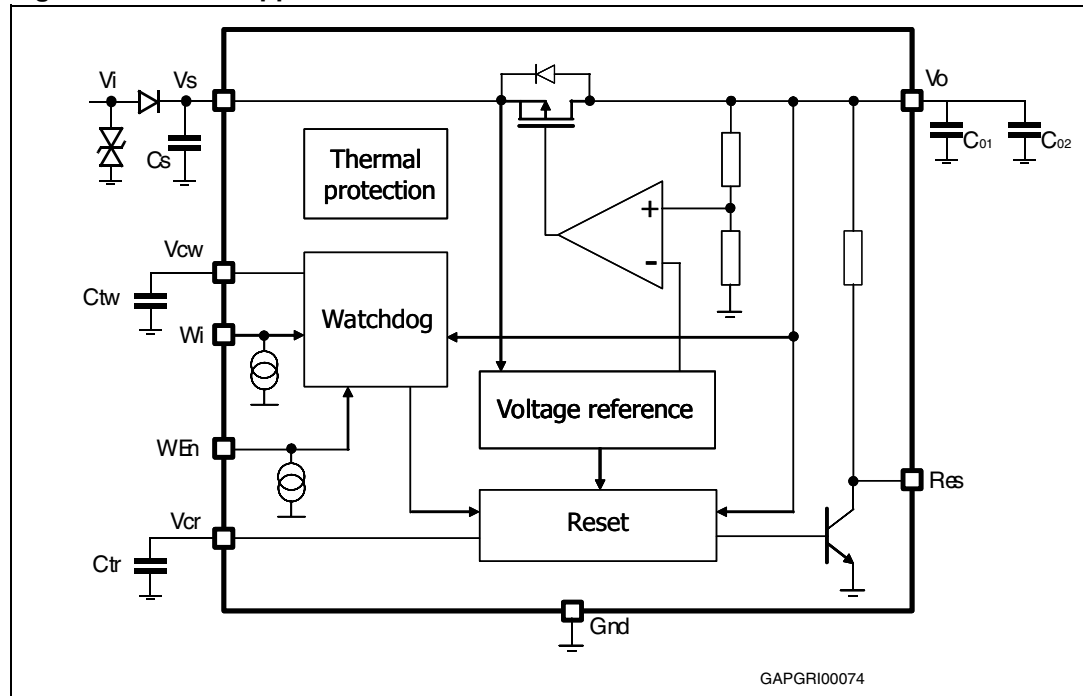 Vi
Vs
Vo
Cs
C01
C02
Thermal
protection
+
-
Vcw
Ctw
Wi
Watchdog
Voltage reference
WEn
Res
Vcr
Reset
Ctr
Gnd
GAPGRI00074